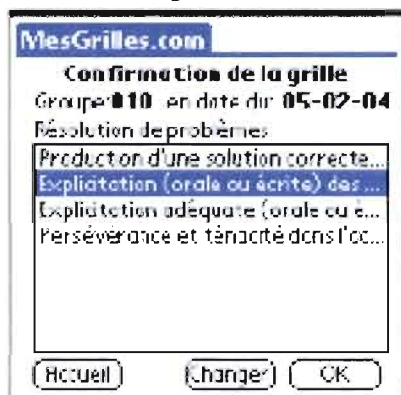 MesGrilles.com
Confirmation de la grille
Groupe: 010 en date du: 05-02-04
Résolution de problèmes
Production d'une solution correcte...
Explicitation (orale ou écrite) des ...
Explicitation adéquate (orale ou é...
Persévérance et ténacité dans l'ac...
Accueil Changer OK